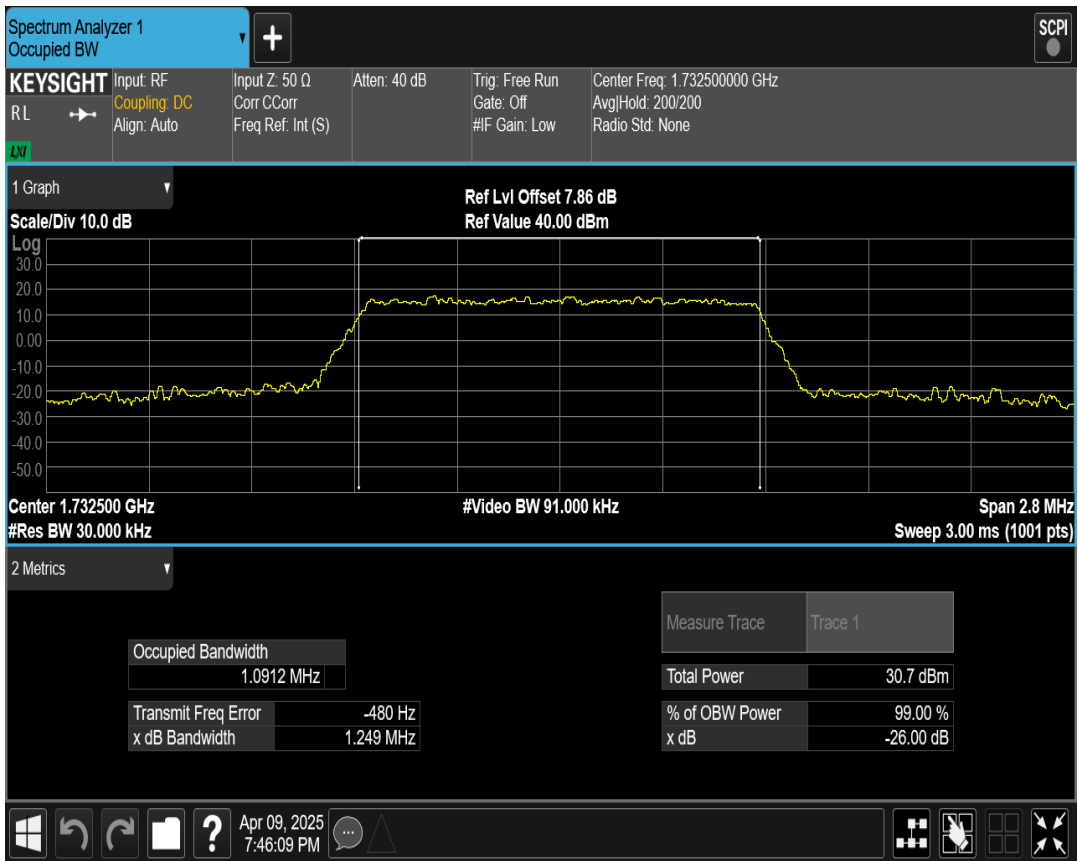 Spectrum Analyzer 1
Occupied BW
+
SCPI
KEYSIGHT
RL
LXI
Input: RF
Coupling: DC
Align: Auto
Input Z: 50 Ω
Corr CCorr
Freq Ref: Int (S)
Atten: 40 dB
Trig: Free Run
Gate: Off
#IF Gain: Low
Center Freq: 1.732500000 GHz
Avg|Hold: 200/200
Radio Std: None
1 Graph
Scale/Div 10.0 dB
Ref Lvl Offset 7.86 dB
Ref Value 40.00 dBm
Log
30.0
20.0
10.0
0.00
-10.0
-20.0
-30.0
-40.0
-50.0
Center 1.732500 GHz
#Res BW 30.000 kHz
#Video BW 91.000 kHz
Span 2.8 MHz
Sweep 3.00 ms (1001 pts)
2 Metrics
Measure Trace Trace 1
Occupied Bandwidth
1.0912 MHz
Total Power 30.7 dBm
Transmit Freq Error -480 Hz
% of OBW Power 99.00 %
x dB Bandwidth 1.249 MHz
x dB -26.00 dB
?
Apr 09, 2025
7:46:09 PM